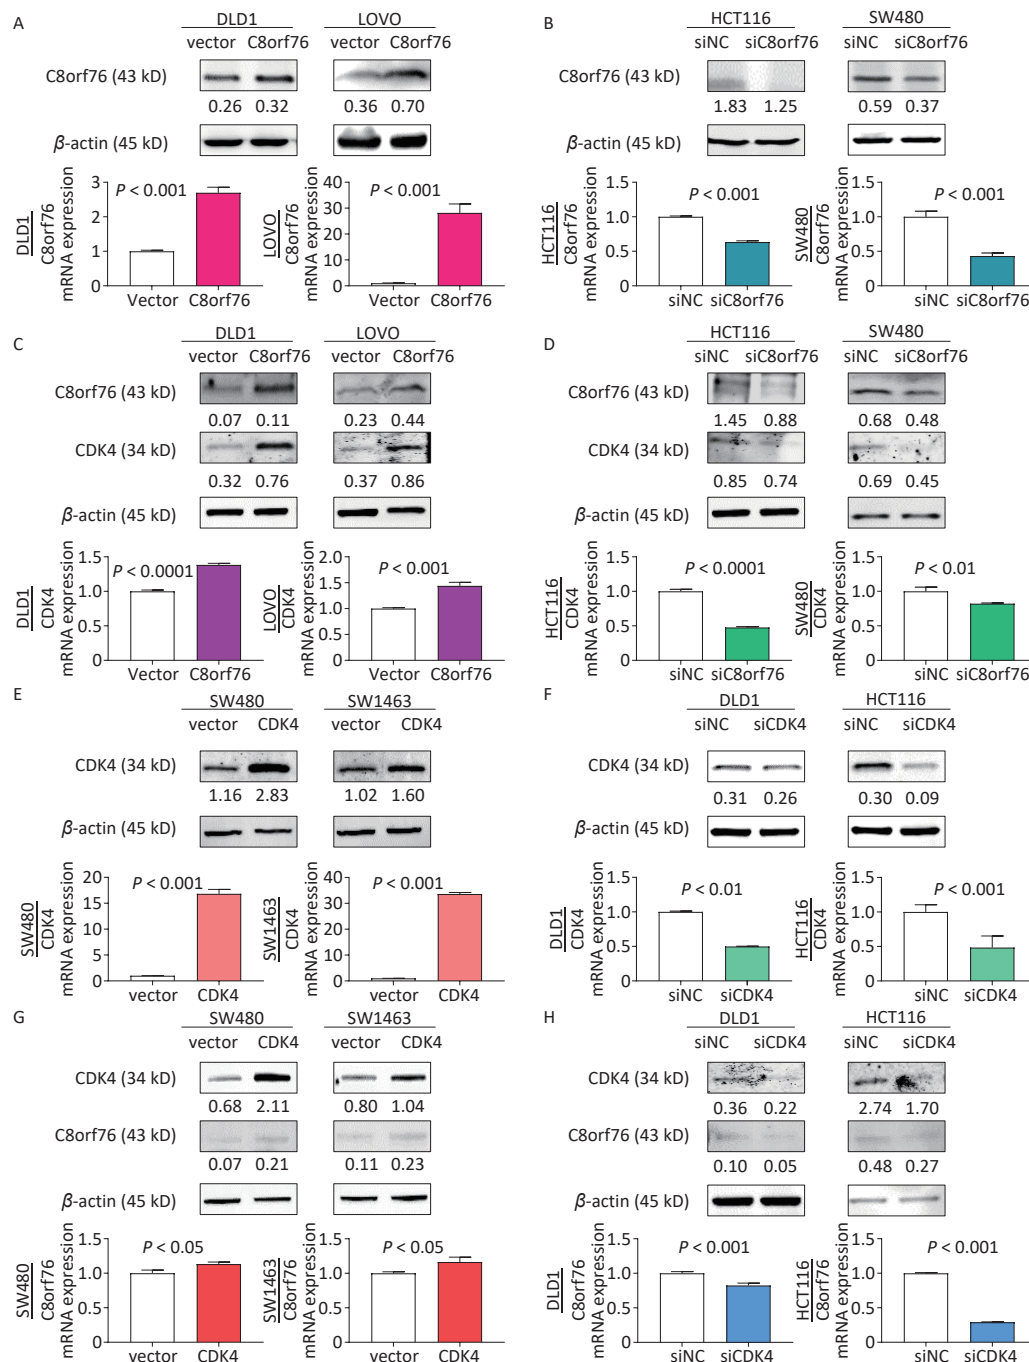 A
DLD1 LOVO
vector C8orf76 vector C8orf76
C8orf76 (43 kD)
0.26 0.32 0.36 0.70
β-actin (45 kD)
DLD1
C8orf76
mRNA expression
3
2
1
0
P < 0.001
Vector C8orf76
LOVO
C8orf76
mRNA expression
40
30
20
10
0
P < 0.001
Vector C8orf76
B
HCT116 SW480
siNC siC8orf76 siNC siC8orf76
C8orf76 (43 kD)
1.83 1.25 0.59 0.37
β-actin (45 kD)
HCT116
C8orf76
mRNA expression
1.5
1.0
0.5
0
P < 0.001
siNC siC8orf76
SW480
C8orf76
mRNA expression
1.5
1.0
0.5
0
P < 0.001
siNC siC8orf76
C
DLD1 LOVO
vector C8orf76 vector C8orf76
C8orf76 (43 kD)
0.07 0.11 0.23 0.44
CDK4 (34 kD)
0.32 0.76 0.37 0.86
β-actin (45 kD)
DLD1
CDK4
mRNA expression
1.5
1.0
0.5
0
P < 0.0001
Vector C8orf76
LOVO
CDK4
mRNA expression
2.0
1.5
1.0
0.5
0
P < 0.001
Vector C8orf76
D
HCT116 SW480
siNC siC8orf76 siNC siC8orf76
C8orf76 (43 kD)
1.45 0.88 0.68 0.48
CDK4 (34 kD)
0.85 0.74 0.69 0.45
β-actin (45 kD)
HCT116
CDK4
mRNA expression
1.5
1.0
0.5
0
P < 0.0001
siNC siC8orf76
SW480
CDK4
mRNA expression
1.5
1.0
0.5
0
P < 0.01
siNC siC8orf76
E
SW480 SW1463
vector CDK4 vector CDK4
CDK4 (34 kD)
1.16 2.83 1.02 1.60
β-actin (45 kD)
SW480
CDK4
mRNA expression
20
15
10
5
0
P < 0.001
vector CDK4
SW1463
CDK4
mRNA expression
40
30
20
10
0
P < 0.001
vector CDK4
F
DLD1 HCT116
siNC siCDK4 siNC siCDK4
CDK4 (34 kD)
0.31 0.26 0.30 0.09
β-actin (45 kD)
DLD1
CDK4
mRNA expression
1.5
1.0
0.5
0
P < 0.01
siNC siCDK4
HCT116
CDK4
mRNA expression
1.5
1.0
0.5
0
P < 0.001
siNC siCDK4
G
SW480 SW1463
vector CDK4 vector CDK4
CDK4 (34 kD)
0.68 2.11 0.80 1.04
C8orf76 (43 kD)
0.07 0.21 0.11 0.23
β-actin (45 kD)
SW480
C8orf76
mRNA expression
1.5
1.0
0.5
0
P < 0.05
vector CDK4
SW1463
C8orf76
mRNA expression
1.5
1.0
0.5
0
P < 0.05
vector CDK4
H
DLD1 HCT116
siNC siCDK4 siNC siCDK4
CDK4 (34 kD)
0.36 0.22 2.74 1.70
C8orf76 (43 kD)
0.10 0.05 0.48 0.27
β-actin (45 kD)
DLD1
C8orf76
mRNA expression
1.5
1.0
0.5
0
P < 0.001
siNC siCDK4
HCT116
C8orf76
mRNA expression
1.5
1.0
0.5
0
P < 0.001
siNC siCDK4